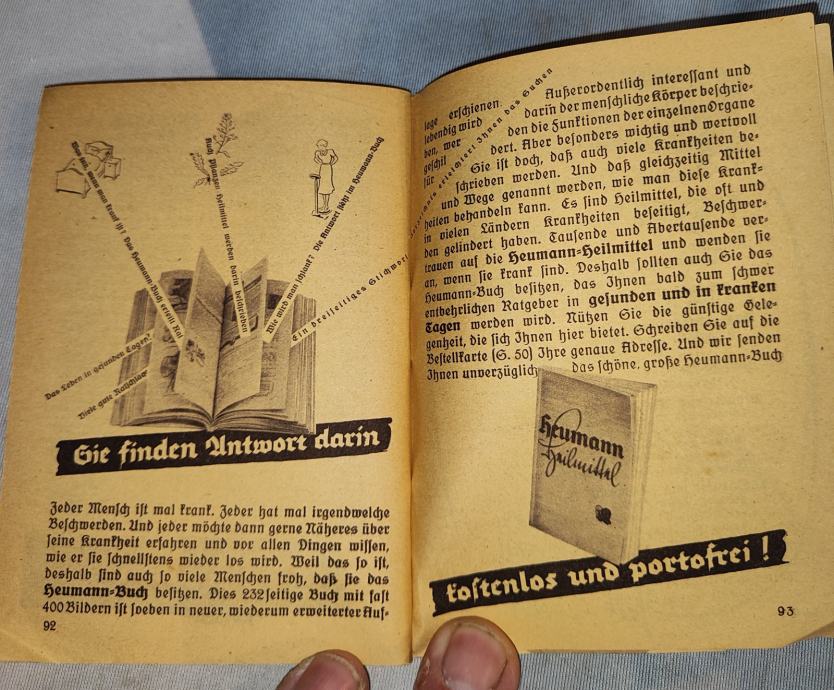 Was tun, wenn man krank ist? Das Heumann-Buch erteilt Rat
Auch Pflanzen-Heilmittel werden darin beschrieben
Wie wird man schlank? Die Antwort steht im Heumann-Buch
Ein dreiseitiges Stichwortverzeichnis erleichtert Ihnen das Suchen
Das Leben in gesunden Tagen?
Viele gute Ratschläge
Sie finden Antwort darin
Jeder Mensch ist mal krank. Jeder hat mal irgendwelche
Beschwerden. Und jeder möchte dann gerne Näheres über
seine Krankheit erfahren und vor allen Dingen wissen,
wie er sie schnellstens wieder los wird. Weil das so ist,
deshalb sind auch so viele Menschen froh, daß sie das
Heumann-Buch besitzen. Dies 232seitige Buch mit fast
400 Bildern ist soeben in neuer, wiederum erweiterter Auf-
92
lage erschienen. Außerordentlich interessant und
lebendig wird darin der menschliche Körper beschrie-
ben, wer den die Funktionen der einzelnen Organe
geschil dert. Aber besonders wichtig und wertvoll
für Sie ist doch, daß auch viele Krankheiten be-
schrieben werden. Und daß gleichzeitig Mittel
und Wege genannt werden, wie man diese Krank-
heiten behandeln kann. Es sind Heilmittel, die oft und
in vielen Ländern Krankheiten beseitigt, Beschwer-
den gelindert haben. Tausende und Abertausende ver-
trauen auf die Heumann-Heilmittel und wenden sie
an, wenn sie krank sind. Deshalb sollten auch Sie das
Heumann-Buch besitzen, das Ihnen bald zum schwer
entbehrlichen Ratgeber in gesunden und in kranken
Tagen werden wird. Nützen Sie die günstige Gele-
genheit, die sich Ihnen hier bietet. Schreiben Sie auf die
Bestellkarte (S. 50) Ihre genaue Adresse. Und wir senden
Ihnen unverzüglich das schöne, große Heumann-Buch
Heumann
Heilmittel
kostenlos und portofrei!
93